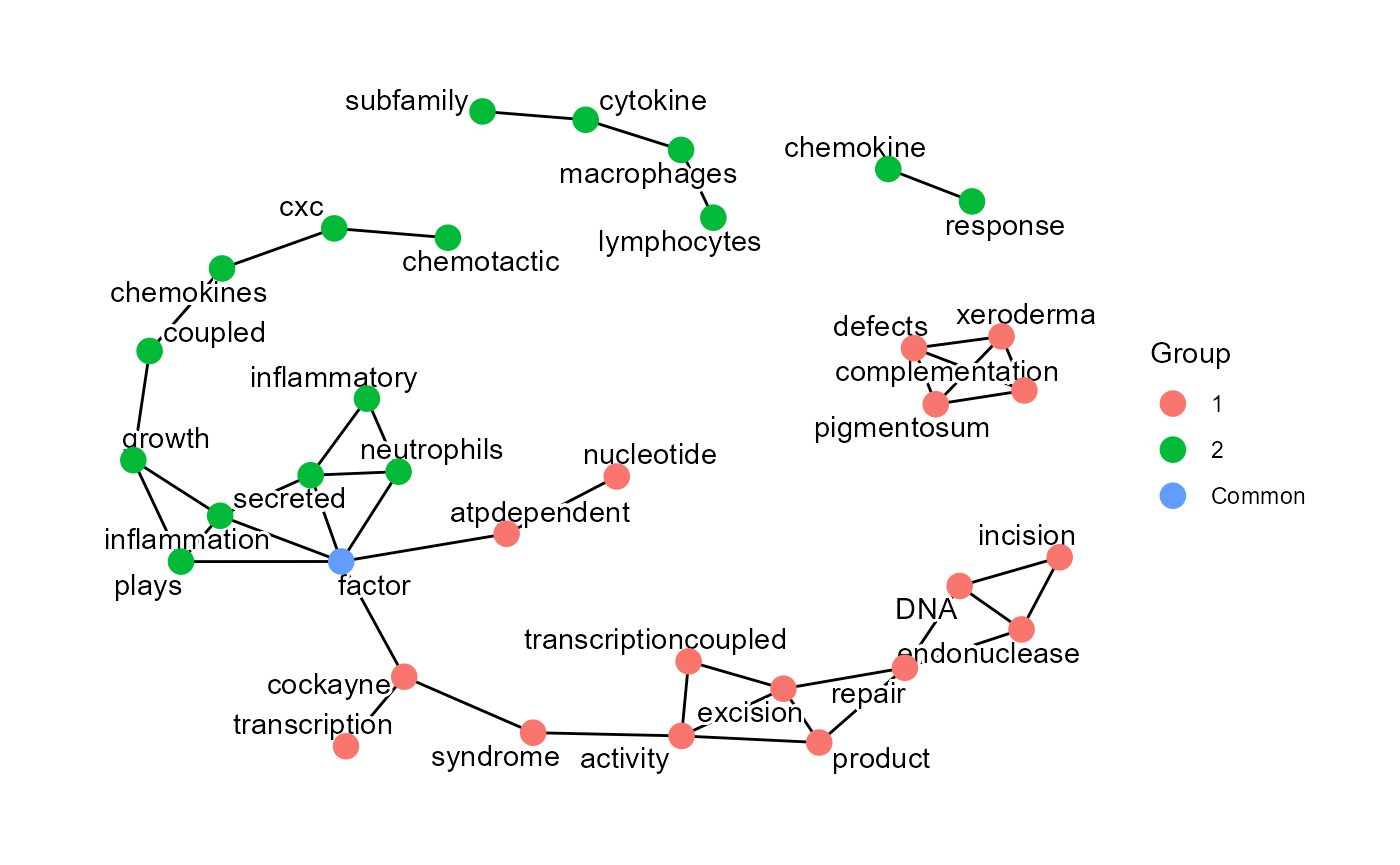 subfamily
cytokine
chemokine
macrophages
cxc
response
lymphocytes
chemotactic
chemokines
xeroderma
defects
coupled
Group
complementation
inflammatory
1
pigmentosum
growth
neutrophils
2
nucleotide
secreted
Common
atpdependent
inflammation
incision
plays
factor
DNA
transcriptioncoupled
endonuclease
cockayne
repair
excision
transcription
syndrome
activity
product